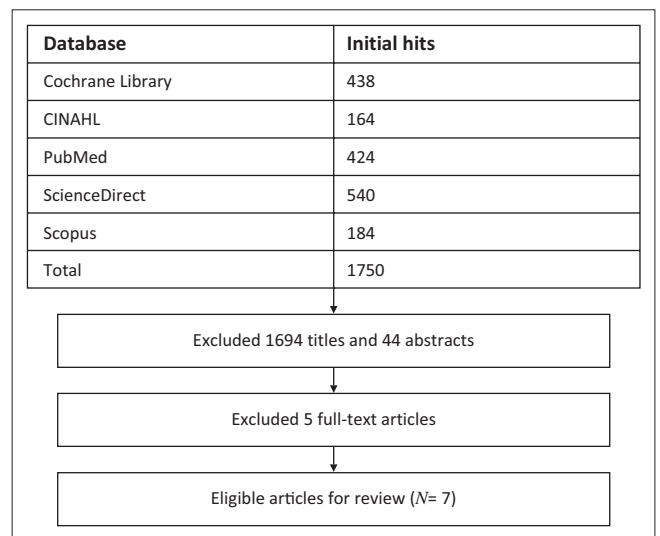 Database Initial hits
Cochrane Library 438
CINAHL 164
PubMed 424
ScienceDirect 540
Scopus 184
Total 1750
Excluded 1694 titles and 44 abstracts
Excluded 5 full-text articles
Eligible articles for review (N= 7)